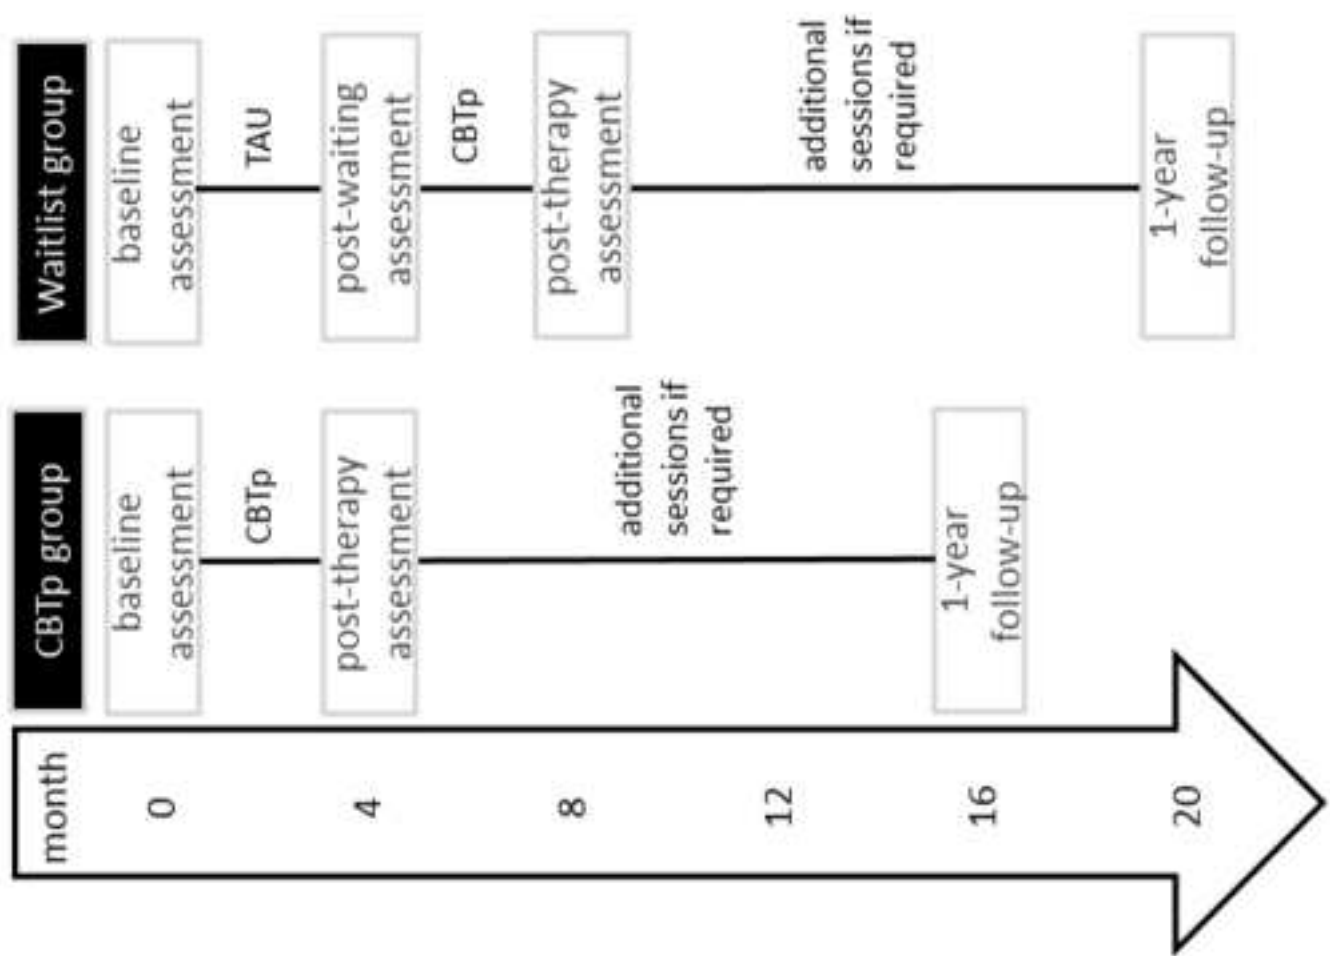 month
0
4
8
12
16
20
CBTp group
baseline
assessment
CBTp
post-therapy
assessment
additional
sessions if
required
1-year
follow-up
Waitlist group
baseline
assessment
TAU
post-waiting
assessment
CBTp
post-therapy
assessment
additional
sessions if
required
1-year
follow-up